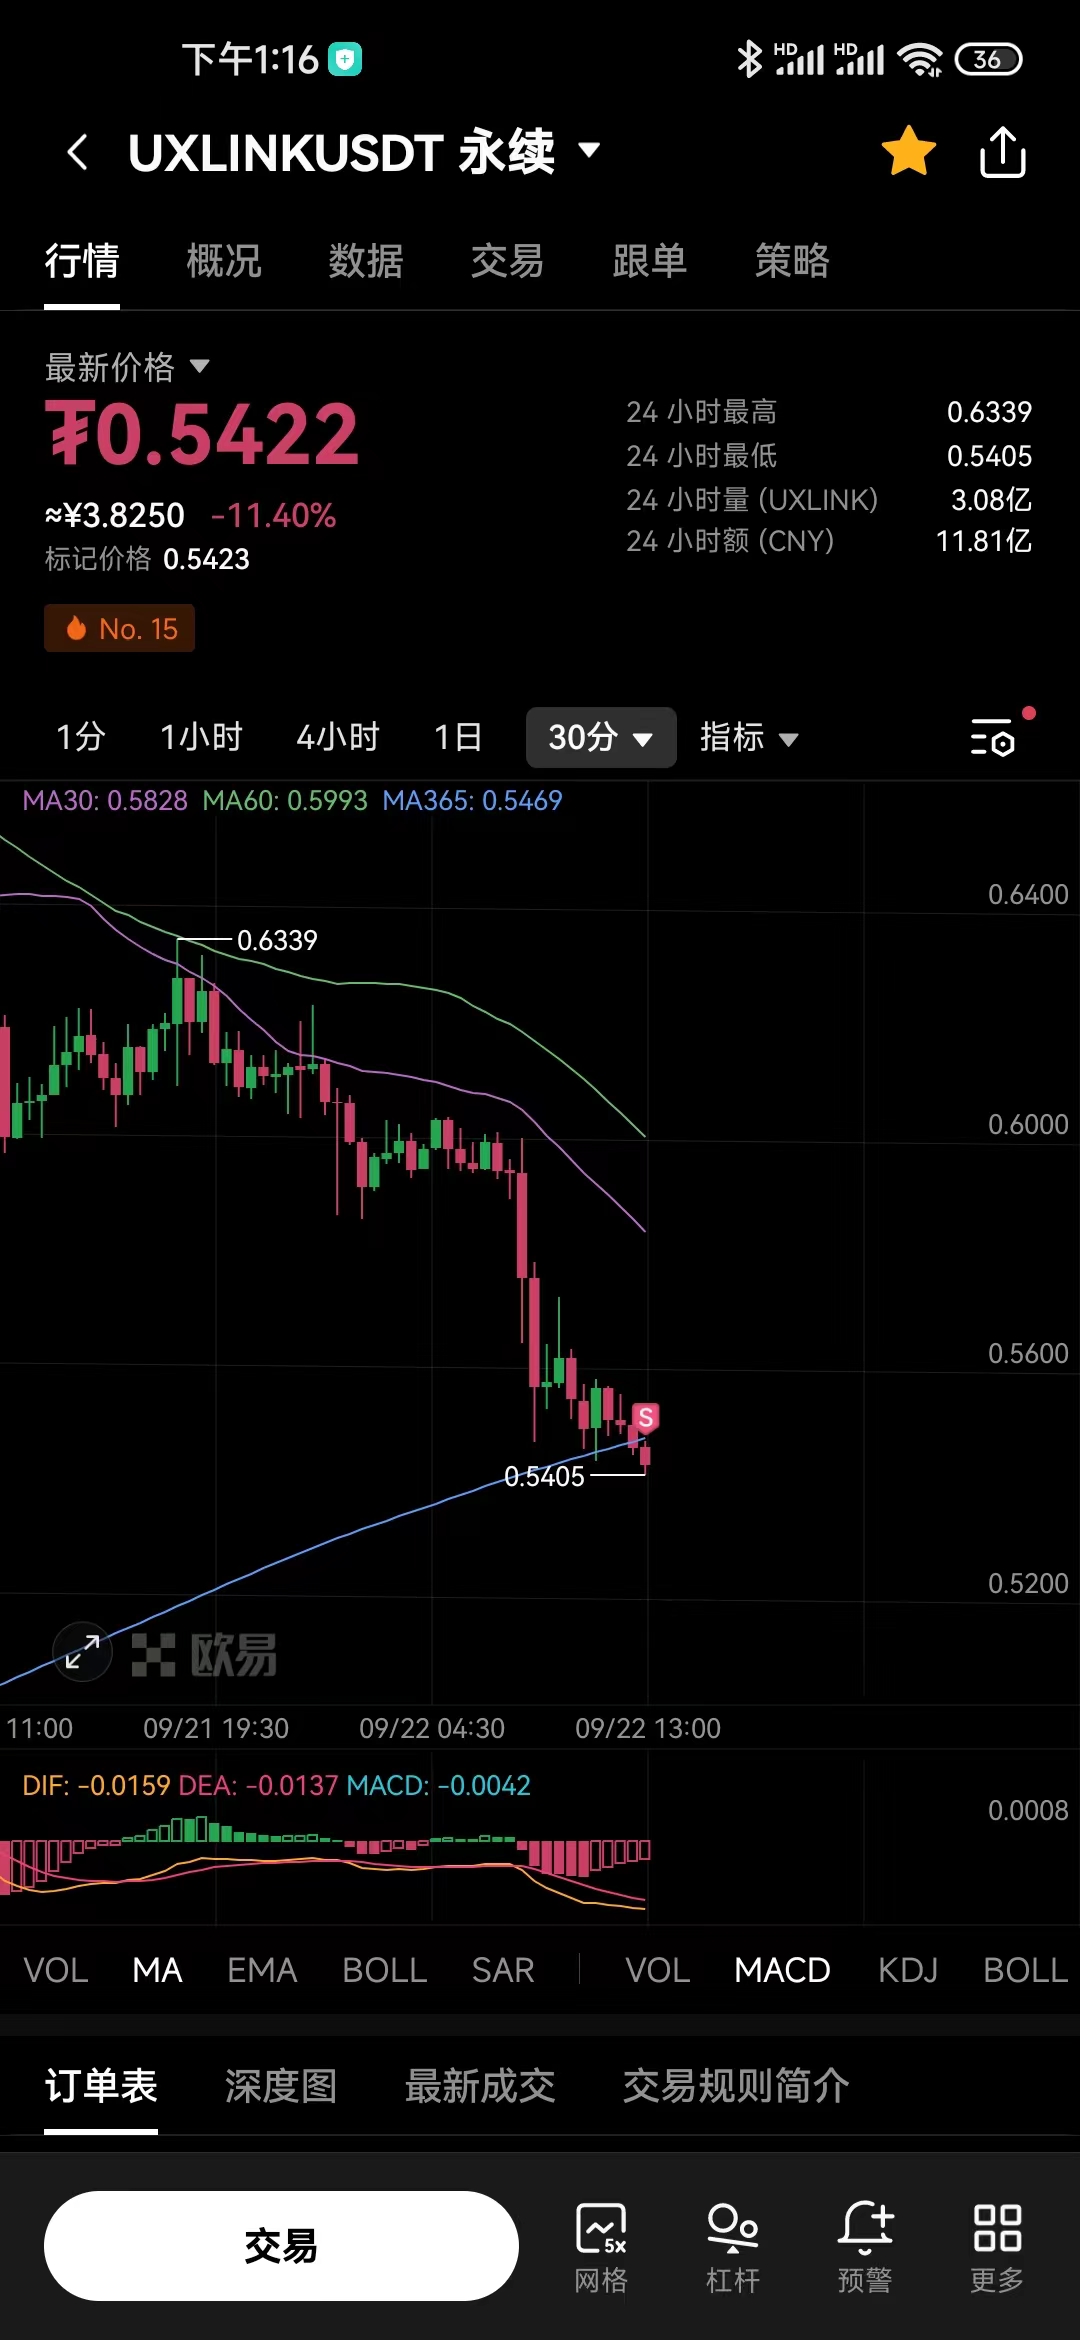 下午1:16 HD HD 36
UXLINKUSDT 永续
行情 概况 数据 交易 跟单 策略
最新价格
₮0.5422
≈¥3.8250 -11.40%
标记价格 0.5423
24 小时最高 0.6339
24 小时最低 0.5405
24 小时量 (UXLINK) 3.08亿
24 小时额 (CNY) 11.81亿
No. 15
1分 1小时 4小时 1日 30分 指标
MA30: 0.5828 MA60: 0.5993 MA365: 0.5469
0.6400
0.6339
0.6000
0.5600
S
0.5405
0.5200
欧易
11:00 09/21 19:30 09/22 04:30 09/22 13:00
DIF: -0.0159 DEA: -0.0137 MACD: -0.0042
0.0008
VOL MA EMA BOLL SAR VOL MACD KDJ BOLL
订单表 深度图 最新成交 交易规则简介
交易
5x
网格 杠杆 预警 更多